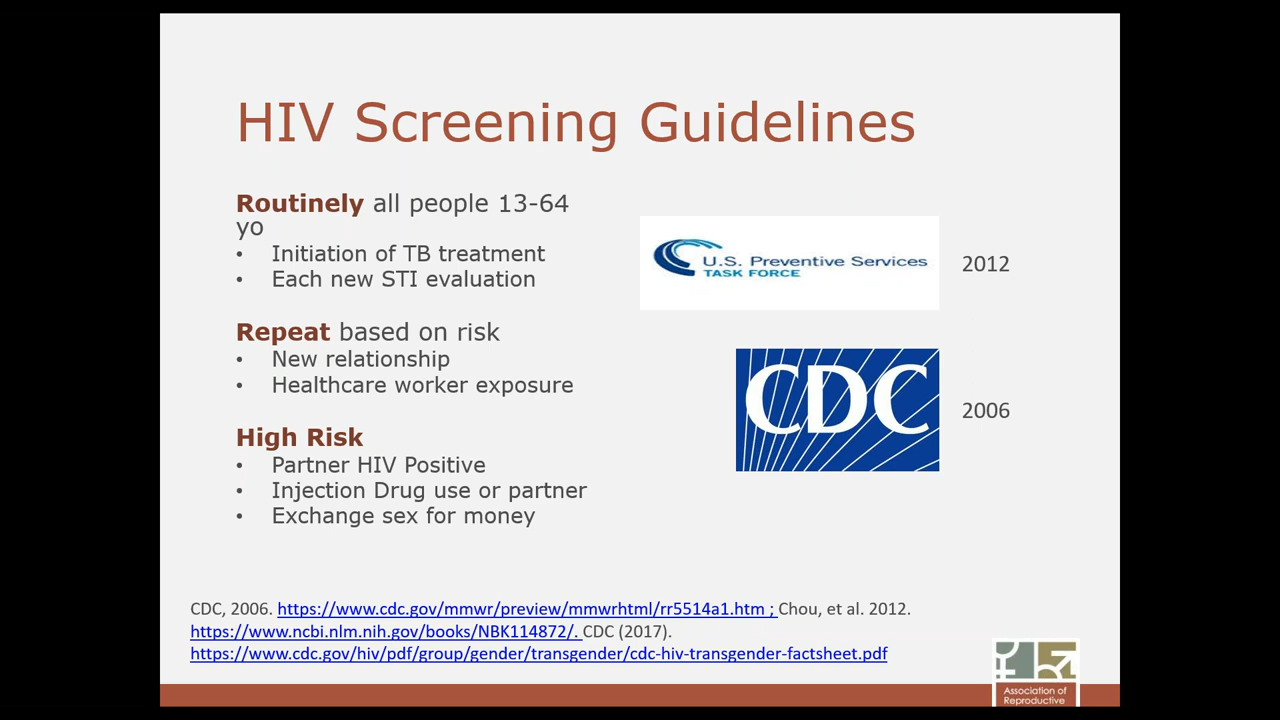 HIV Screening Guidelines
Routinely all people 13-64
yo
• Initiation of TB treatment
• Each new STI evaluation
Repeat based on risk
• New relationship
• Healthcare worker exposure
High Risk
• Partner HIV Positive
• Injection Drug use or partner
• Exchange sex for money
U.S. Preventive Services
TASK FORCE
2012
CDC
2006
CDC, 2006. https://www.cdc.gov/mmwr/preview/mmwrhtml/rr5514a1.htm ; Chou, et al. 2012.
https://www.ncbi.nlm.nih.gov/books/NBK114872/. CDC (2017).
https://www.cdc.gov/hiv/pdf/group/gender/transgender/cdc-hiv-transgender-factsheet.pdf
Association of
Reproductive